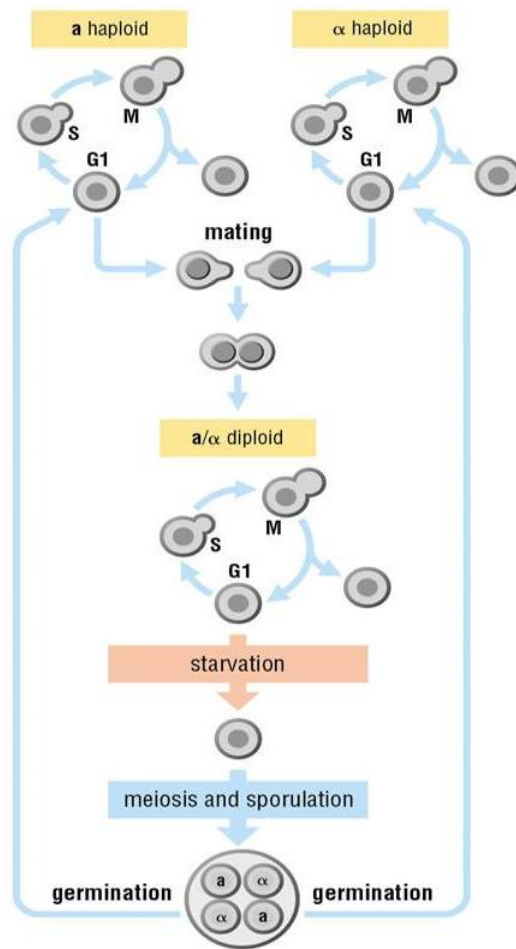 a haploid
α haploid
M
S
G1
M
S
G1
mating
a/α diploid
M
S
G1
starvation
meiosis and sporulation
a α
germination germination
α a